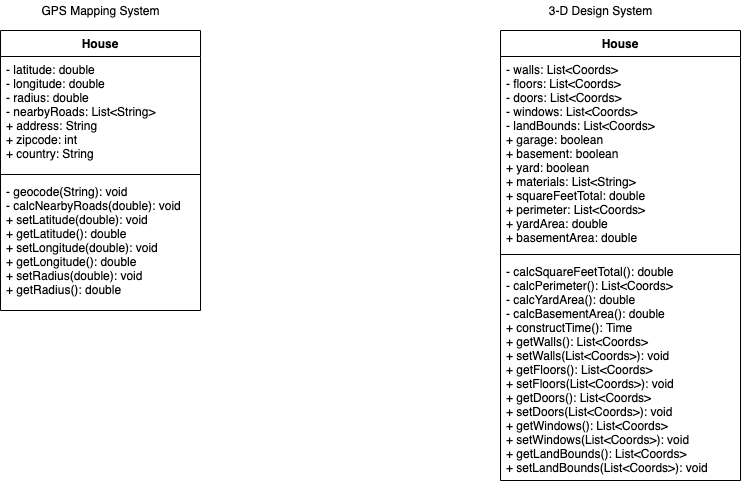 GPS Mapping System
House
- latitude: double
- longitude: double
- radius: double
- nearbyRoads: List<String>
+ address: String
+ zipcode: int
+ country: String
- geocode(String): void
- calcNearbyRoads(double): void
+ setLatitude(double): void
+ getLatitude(): double
+ setLongitude(double): void
+ getLongitude(): double
+ setRadius(double): void
+ getRadius(): double
3-D Design System
House
- walls: List<Coords>
- floors: List<Coords>
- doors: List<Coords>
- windows: List<Coords>
- landBounds: List<Coords>
+ garage: boolean
+ basement: boolean
+ yard: boolean
+ materials: List<String>
+ squareFeetTotal: double
+ perimeter: List<Coords>
+ yardArea: double
+ basementArea: double
- calcSquareFeetTotal(): double
- calcPerimeter(): List<Coords>
- calcYardArea(): double
- calcBasementArea(): double
+ constructTime(): Time
+ getWalls(): List<Coords>
+ setWalls(List<Coords>): void
+ getFloors(): List<Coords>
+ setFloors(List<Coords>): void
+ getDoors(): List<Coords>
+ setDoors(List<Coords>): void
+ getWindows(): List<Coords>
+ setWindows(List<Coords>): void
+ getLandBounds(): List<Coords>
+ setLandBounds(List<Coords>): void